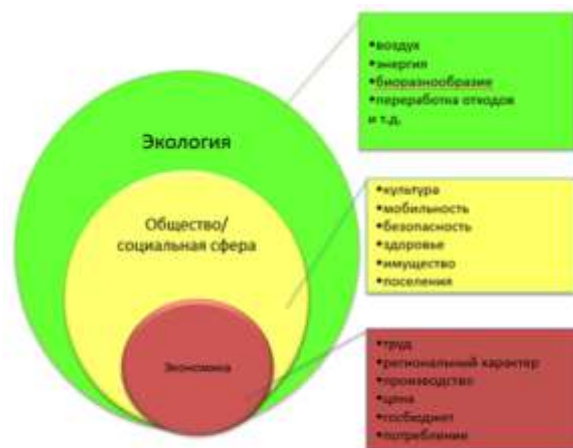 Экология
Общество/
социальная сфера
Экономика
•воздух
•энергия
•биоразнообразие
•переработка отходов
и т.д.
•культура
•мобильность
•безопасность
•здоровье
•имущество
•поселения
•труд
•региональный характер
•производство
•цена
•госбюджет
•потребление